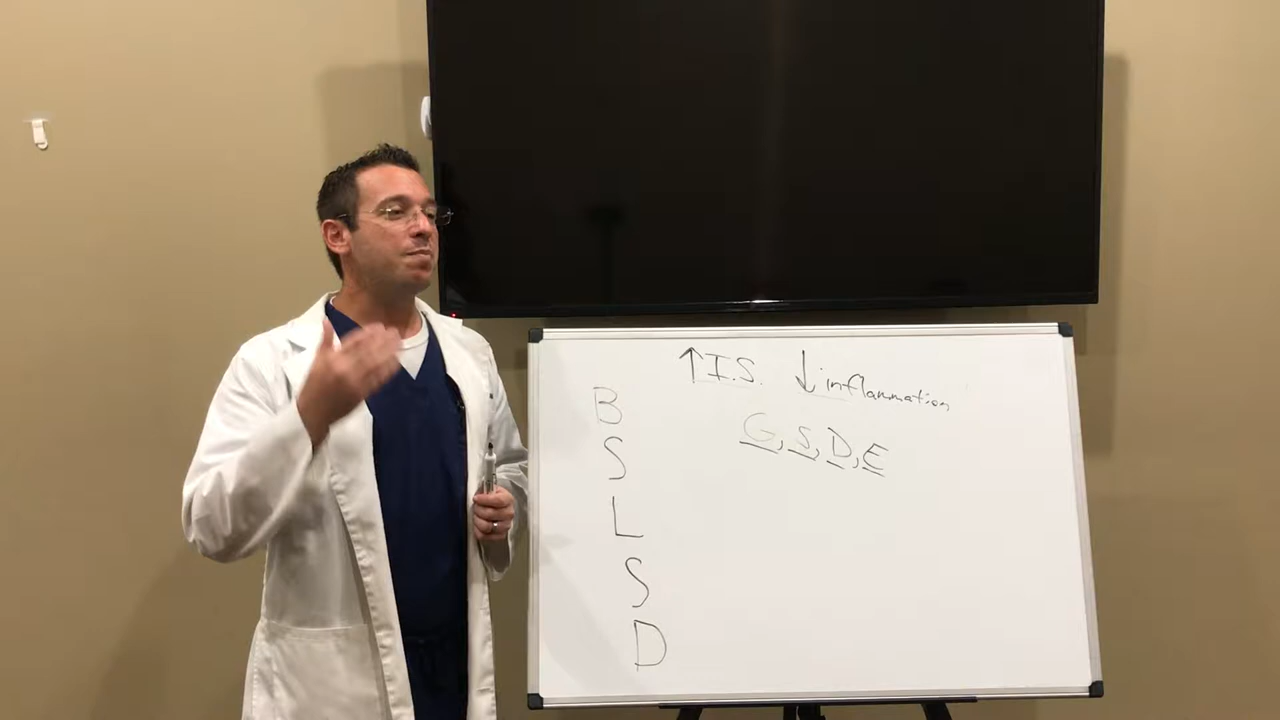 ↑I.S. ↓inflammation
G, S, D, E
B
S
L
S
D